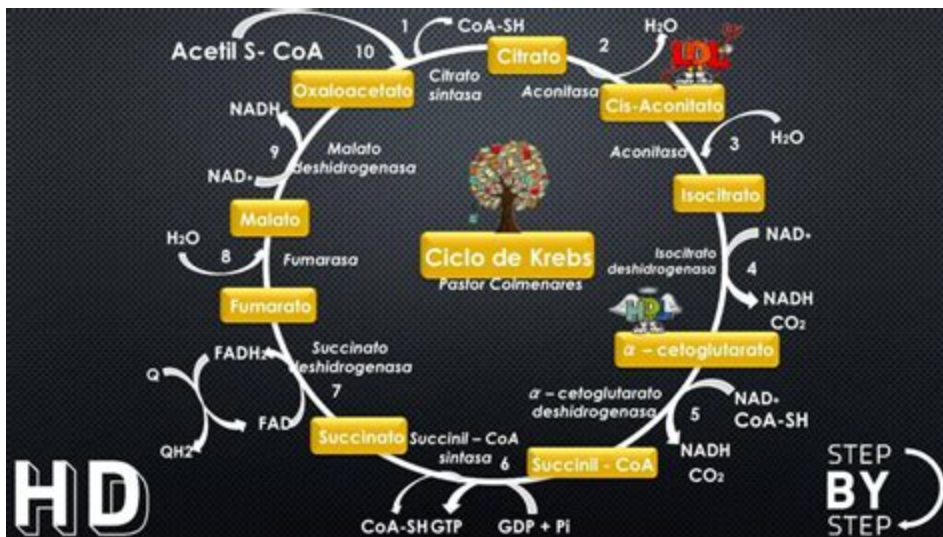 Acetil S- CoA
10
1
CoA-SH
Citrato
sintasa
Citrato
2
H₂O
Aconitasa
LDL
Cis-Aconitato
Oxaloacetato
NADH
9
NAD+
Malato
deshidrogenasa
Aconitasa
3
H₂O
Isocitrato
Malato
H₂O
8
Fumarasa
Ciclo de Krebs
Pastor Colmenares
Isocitrato
deshidrogenasa
NAD+
4
NADH
CO₂
Fumarato
HDL
α – cetoglutarato
FADH₂
Succinato
deshidrogenasa
Q
7
FAD
QH2
α – cetoglutarato
deshidrogenasa
5
NAD+
CoA-SH
NADH
CO₂
Succinato
Succinil – CoA
sintasa
6
Succinil - CoA
CoA-SH
GTP
GDP + Pi
HD
STEP
BY
STEP